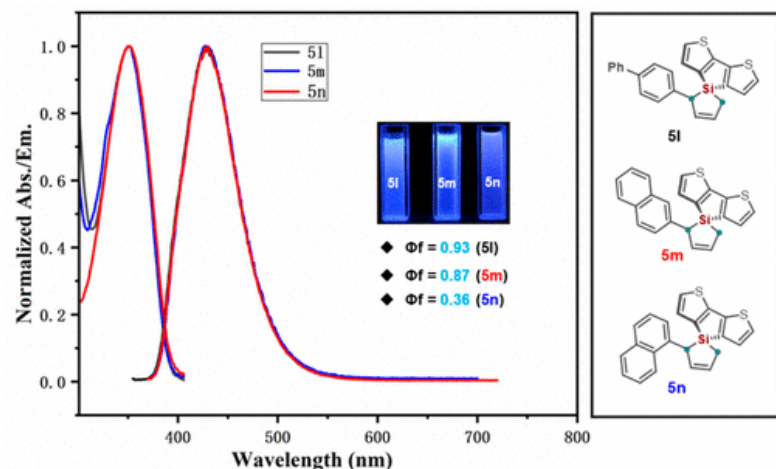 Normalized Abs./Em.
1.0
0.8
0.6
0.4
0.2
0.0
5l
5m
5n
5l
5m
5n
◆ Φf = 0.93 (5l)
◆ Φf = 0.87 (5m)
◆ Φf = 0.36 (5n)
400
500
600
700
800
Wavelength (nm)
S
S
Ph
Si
5l
S
S
Si
5m
S
S
Si
5n